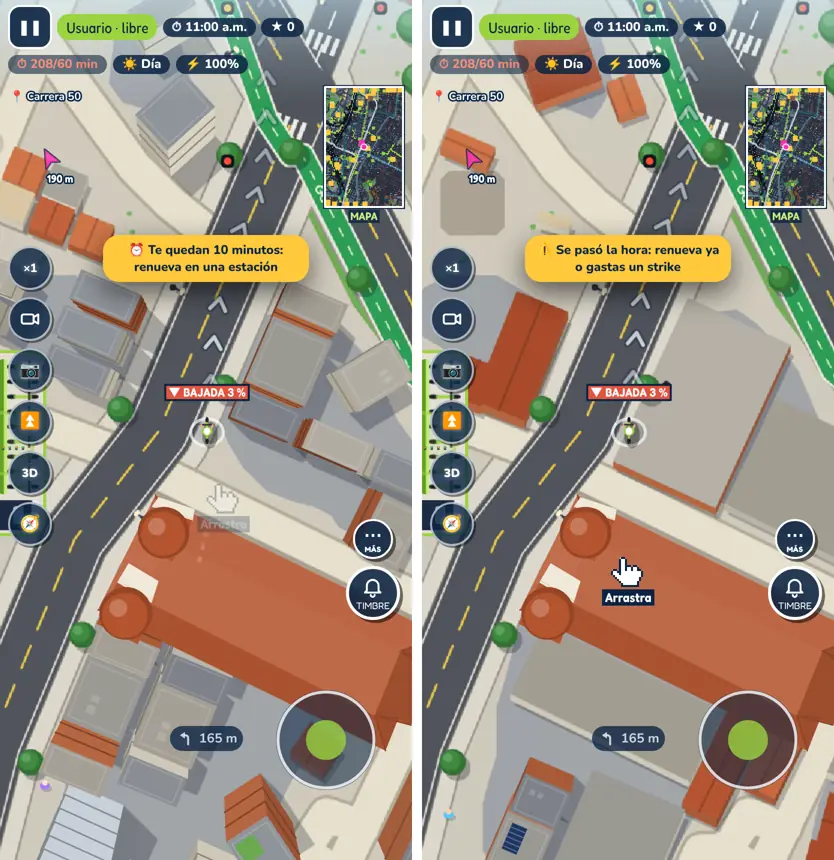 Usuario · libre
11:00 a.m.
★ 0
208/60 min
Día
100%
Carrera 50
190 m
MAPA
Te quedan 10 minutos:
renueva en una estación
×1
▼ BAJADA 3 %
3D
Arrastra
...
MÁS
TIMBRE
165 m
Usuario · libre
11:00 a.m.
★ 0
208/60 min
Día
100%
Carrera 50
190 m
MAPA
Se pasó la hora: renueva ya
o gastas un strike
×1
▼ BAJADA 3 %
3D
Arrastra
...
MÁS
TIMBRE
165 m